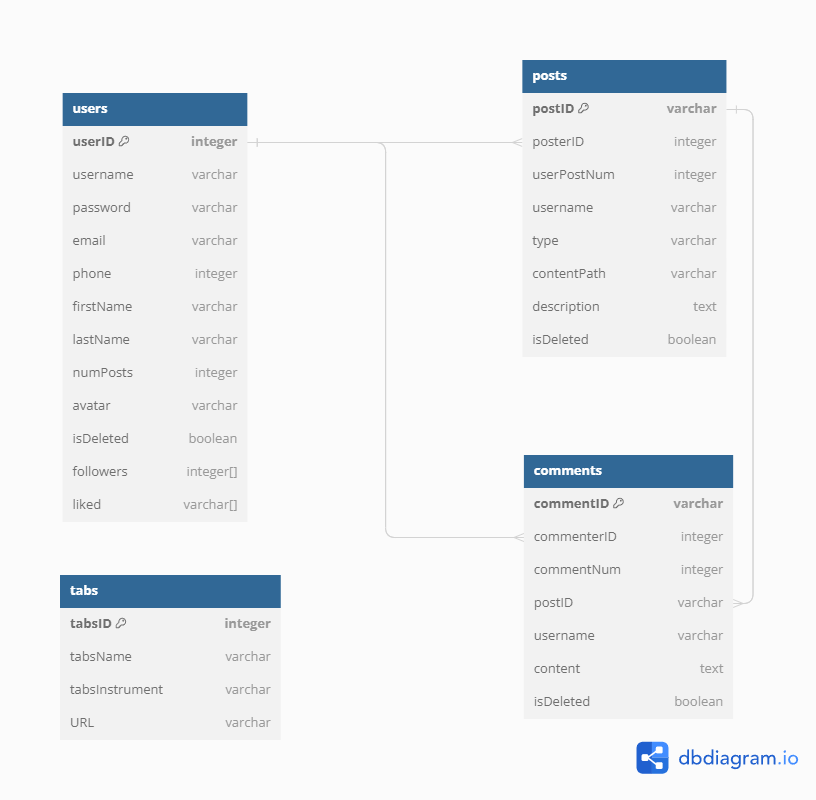 users
userID integer
username varchar
password varchar
email varchar
phone integer
firstName varchar
lastName varchar
numPosts integer
avatar varchar
isDeleted boolean
followers integer[]
liked varchar[]
posts
postID varchar
posterID integer
userPostNum integer
username varchar
type varchar
contentPath varchar
description text
isDeleted boolean
tabs
tabsID integer
tabsName varchar
tabsInstrument varchar
URL varchar
comments
commentID varchar
commenterID integer
commentNum integer
postID varchar
username varchar
content text
isDeleted boolean
dbdiagram.io